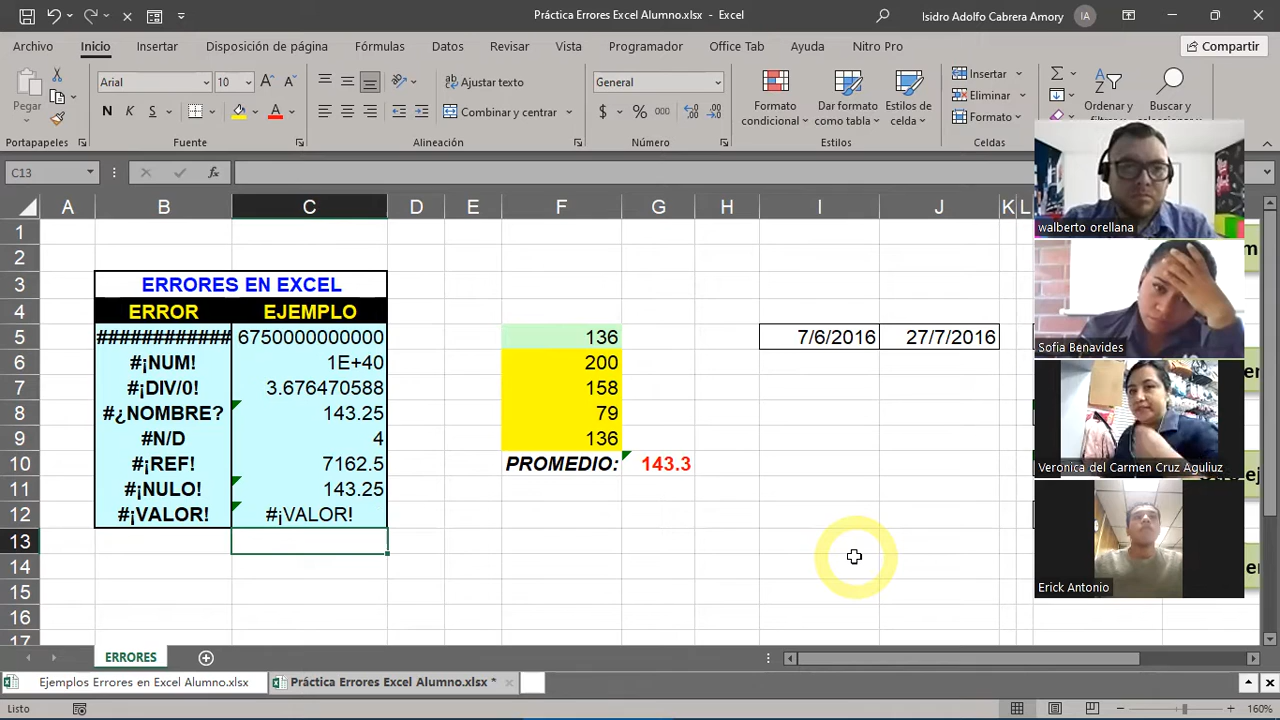 Práctica Errores Excel Alumno.xlsx - Excel
Isidro Adolfo Cabrera Amory
IA
Archivo Inicio Insertar Disposición de página Fórmulas Datos Revisar Vista Programador Office Tab Ayuda Nitro Pro
Compartir
Pegar
Arial 10
N K S
Ajustar texto
Combinar y centrar
General
$ % 000
Formato condicional
Dar formato como tabla
Estilos de celda
Insertar
Eliminar
Formato
Ordenar y
Buscar y
Portapapeles Fuente Alineación Número Celdas
C13
fx
A B C D E F G H I J K L
1
2
3 ERRORES EN EXCEL
4 ERROR EJEMPLO
5 ############ 6750000000000 136 7/6/2016 27/7/2016
6 #¡NUM! 1E+40 200
7 #¡DIV/0! 3.676470588 158
8 #¿NOMBRE? 143.25 79
9 #N/D 4 136
10 #¡REF! 7162.5 PROMEDIO: 143.3
11 #¡NULO! 143.25
12 #¡VALOR! #¡VALOR!
13
14
15
16
17
walberto orellana
Sofía Benavides
Veronica del Carmen Cruz Aguliuz
Erick Antonio
ERRORES
Ejemplos Errores en Excel Alumno.xlsx
Práctica Errores Excel Alumno.xlsx *
Listo
160%